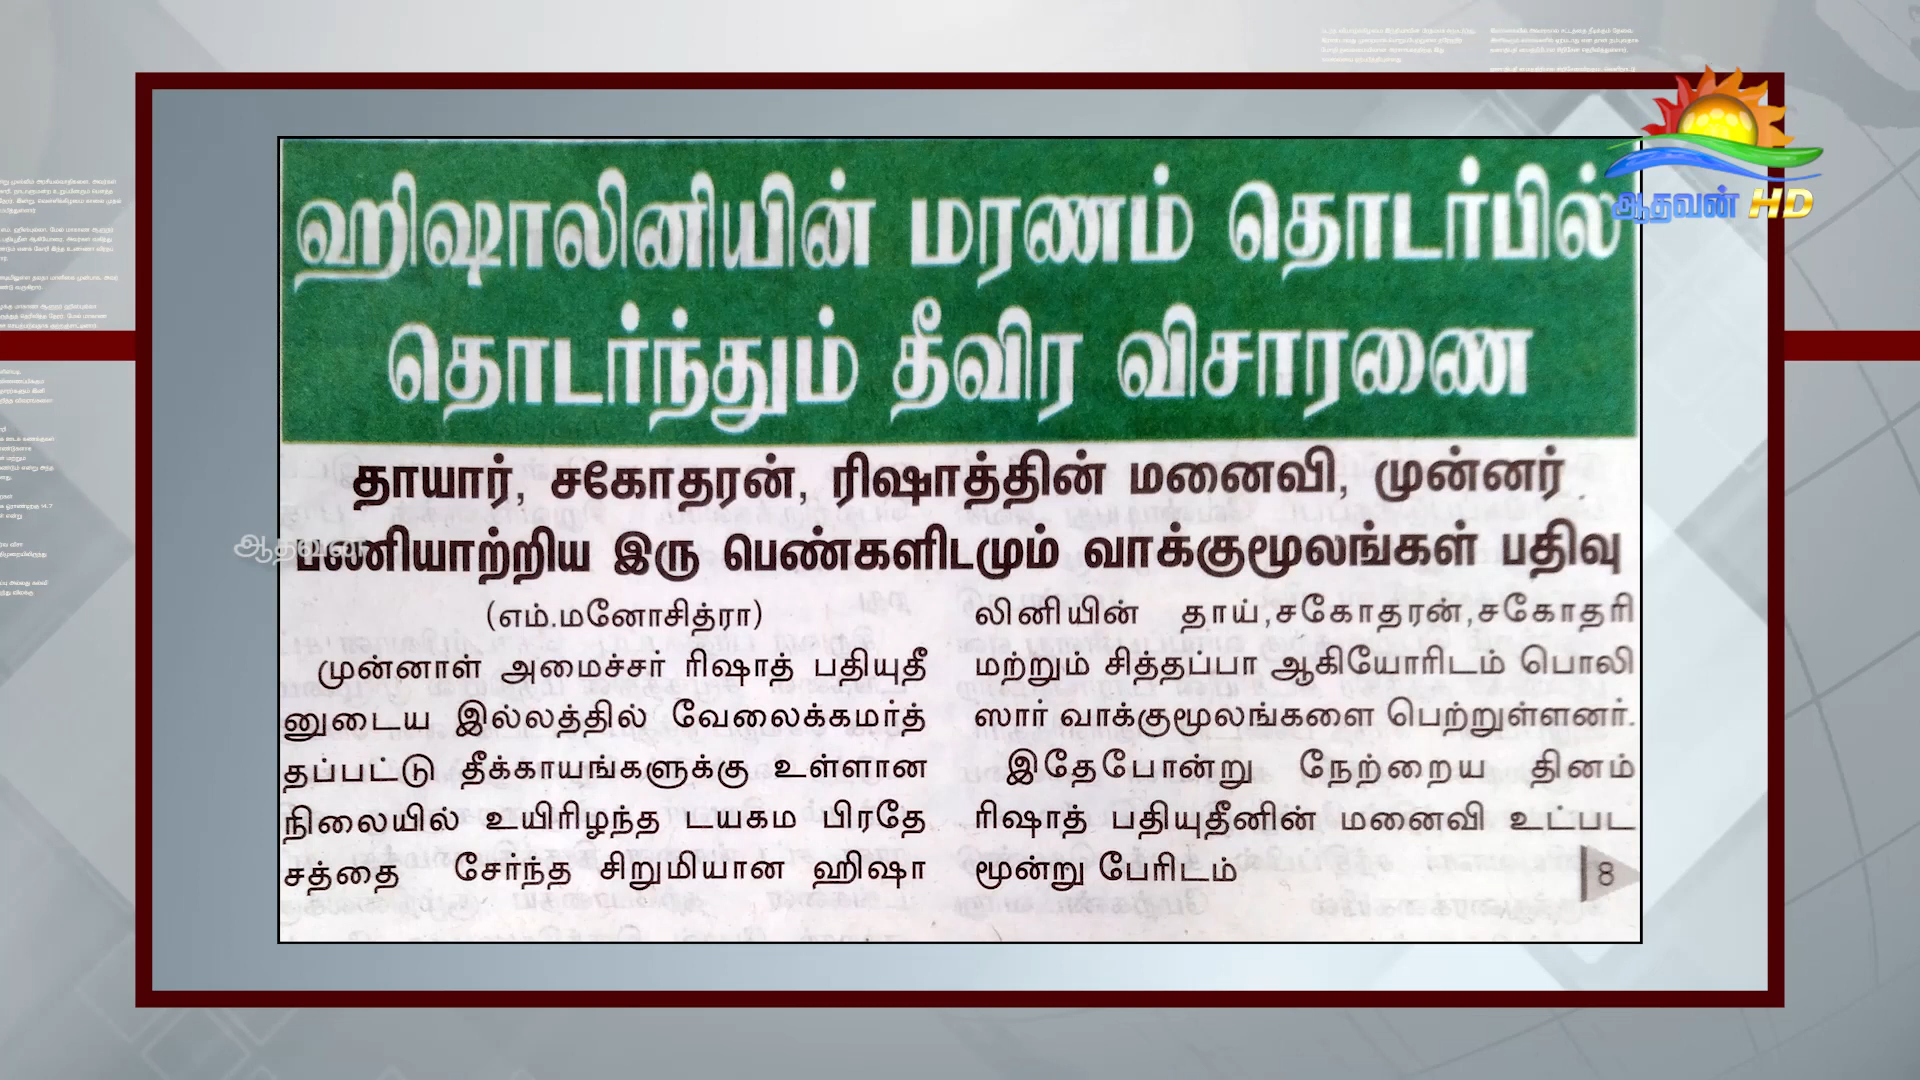 ஆதவன் HD
ஹிஷாலினியின் மரணம் தொடர்பில்
தொடர்ந்தும் தீவிர விசாரணை
தாயார், சகோதரன், ரிஷாத்தின் மனைவி, முன்னர்
பணியாற்றிய இரு பெண்களிடமும் வாக்குமூலங்கள் பதிவு
ஆதவன்
(எம்.மனோசித்ரா)
முன்னாள் அமைச்சர ரிஷாத் பதியுதீ
னுடைய இல்லத்தில் வேலைக்கமர்த்
தப்பட்டு தீக்காயங்களுக்கு உள்ளான
நிலையில் உயிரிழந்த டயகம பிரதே
சத்தை சேர்ந்த சிறுமியான ஹிஷா
லினியின் தாய்,சகோதரன்,சகோதரி
மற்றும் சித்தப்பா ஆகியோரிடம் பொலி
ஸார் வாக்குமூலங்களை பெற்றுள்ளனர்.
இதேபோன்று நேற்றைய தினம்
ரிஷாத் பதியுதீனின் மனைவி உட்பட
மூன்று பேரிடம்
8